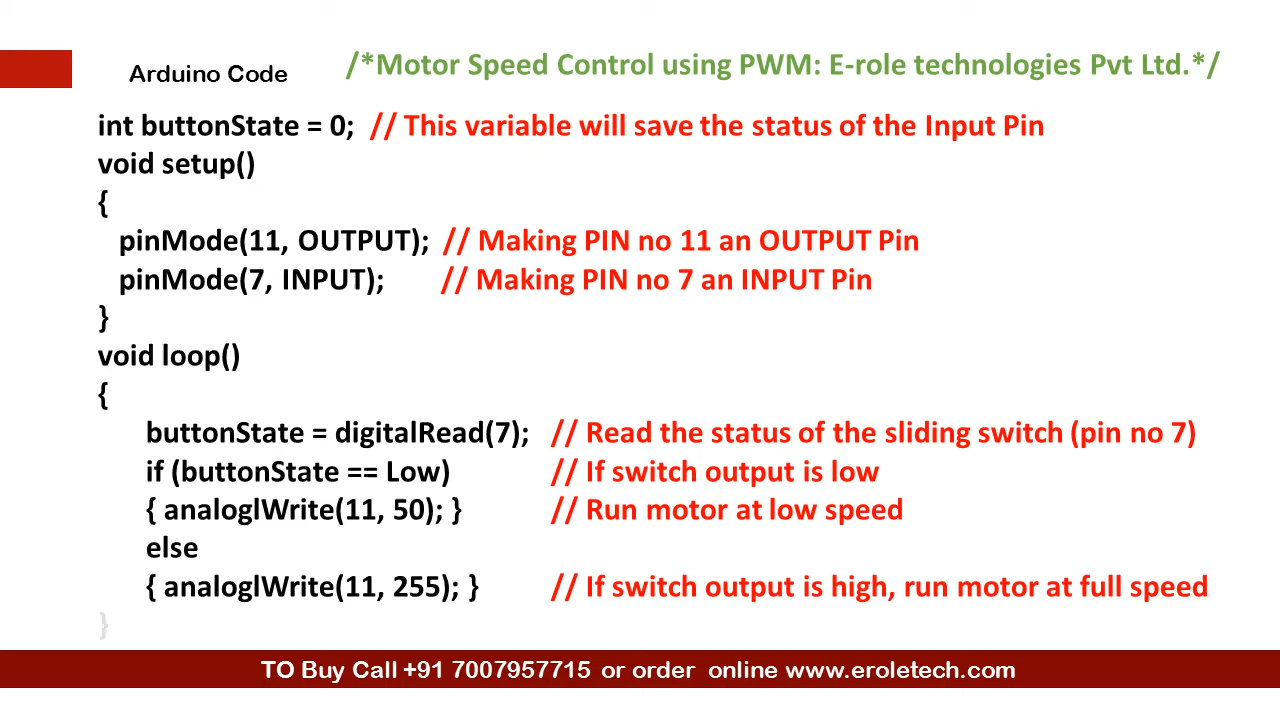 Arduino Code /*Motor Speed Control using PWM: E-role technologies Pvt Ltd.*/
int buttonState = 0; // This variable will save the status of the Input Pin
void setup()
{
pinMode(11, OUTPUT); // Making PIN no 11 an OUTPUT Pin
pinMode(7, INPUT); // Making PIN no 7 an INPUT Pin
}
void loop()
{
buttonState = digitalRead(7); // Read the status of the sliding switch (pin no 7)
if (buttonState == Low) // If switch output is low
{ analoglWrite(11, 50); } // Run motor at low speed
else
{ analoglWrite(11, 255); } // If switch output is high, run motor at full speed
}
TO Buy Call +91 7007957715 or order online www.eroletech.com